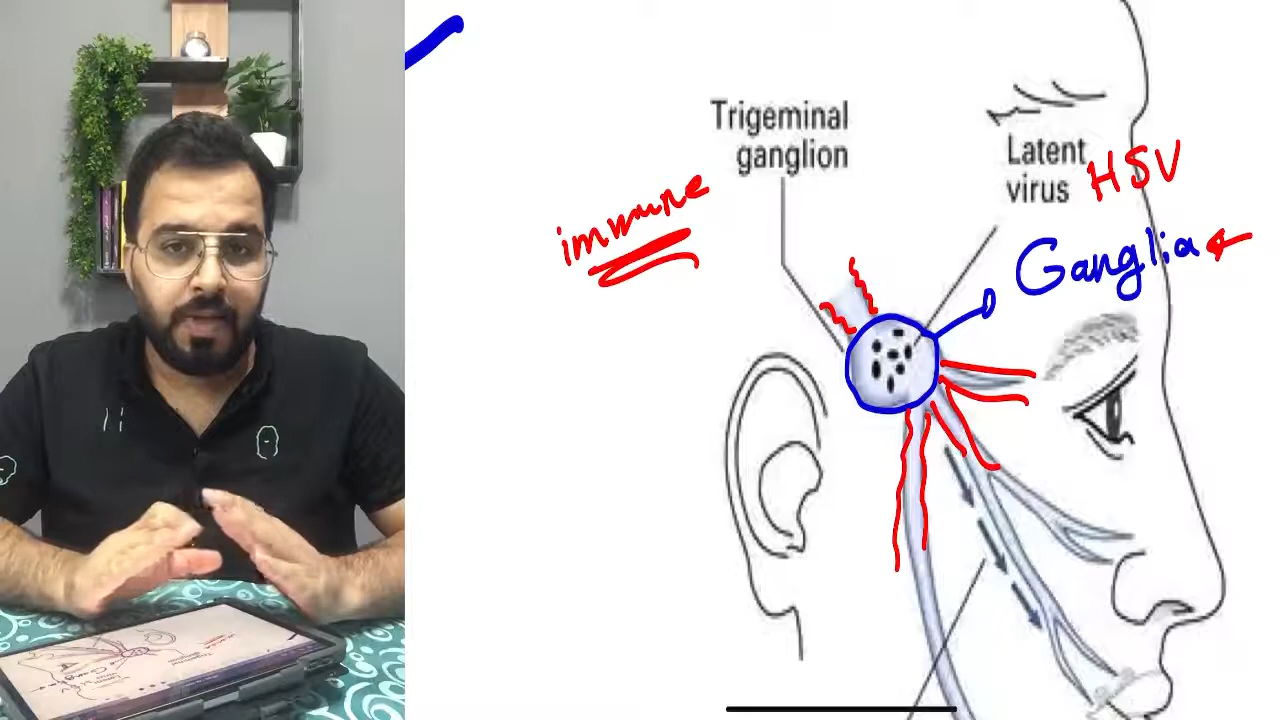 Trigeminal
ganglion
Latent
virus HSV
immune
Ganglia